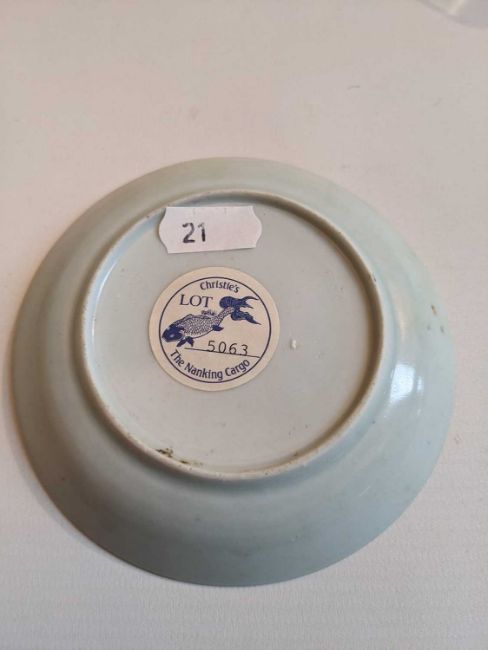 21
Christie's
LOT
5063
The Nanking Cargo